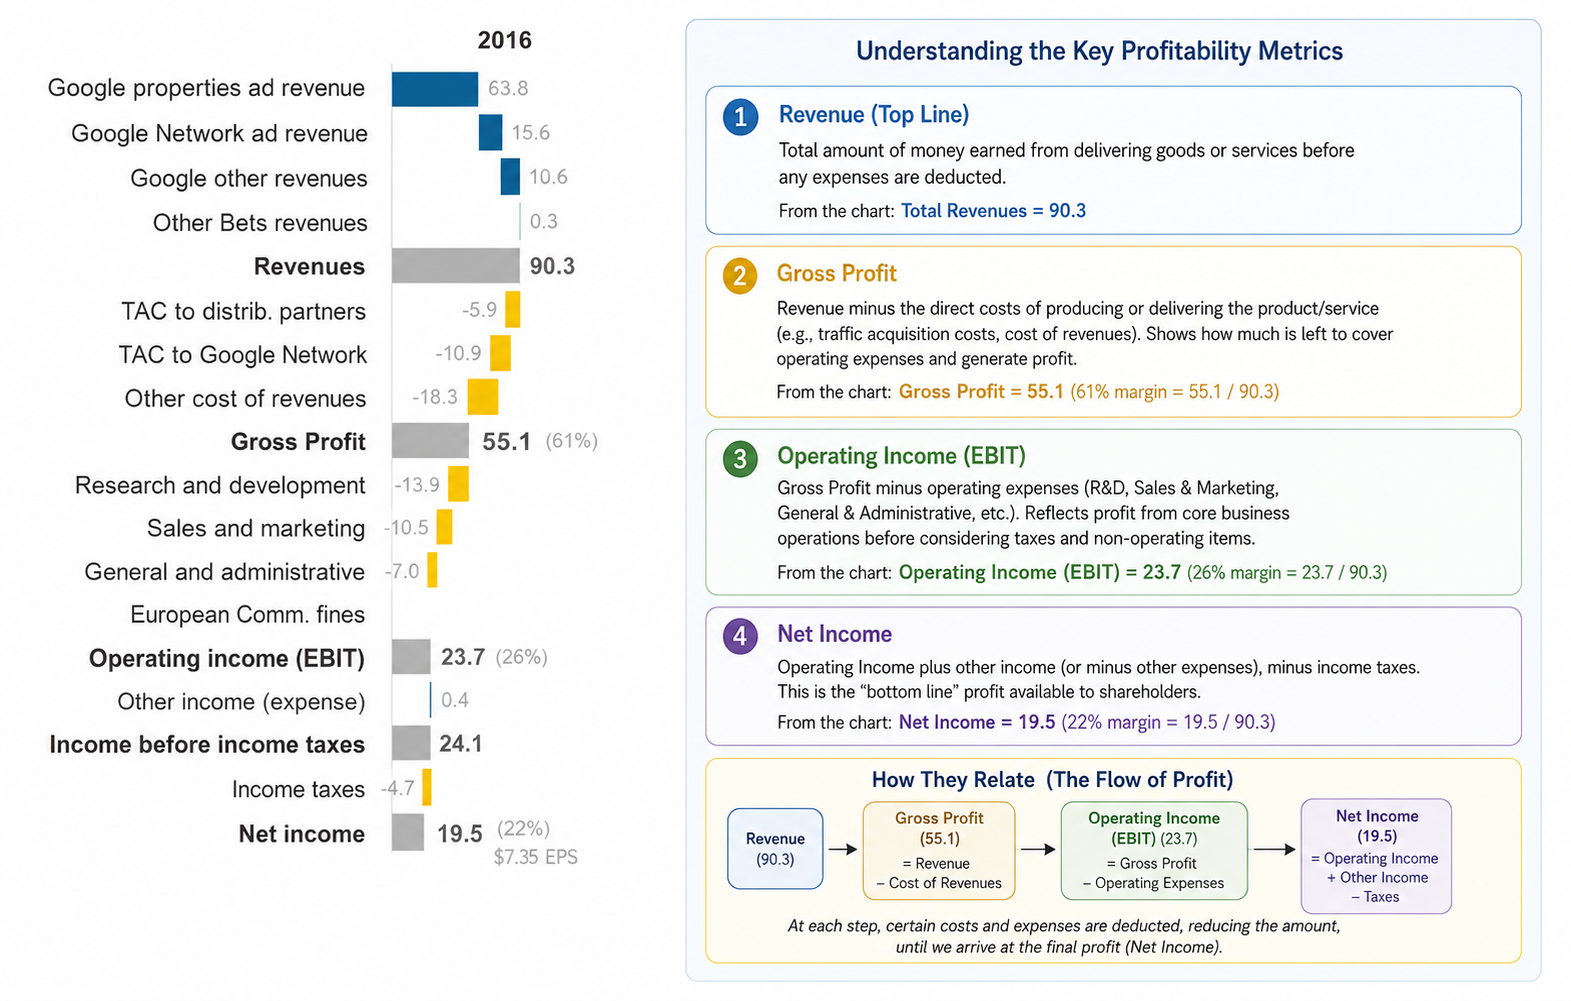 2016
Google properties ad revenue 63.8
Google Network ad revenue 15.6
Google other revenues 10.6
Other Bets revenues 0.3
Revenues 90.3
TAC to distrib. partners -5.9
TAC to Google Network -10.9
Other cost of revenues -18.3
Gross Profit 55.1 (61%)
Research and development -13.9
Sales and marketing -10.5
General and administrative -7.0
European Comm. fines
Operating income (EBIT) 23.7 (26%)
Other income (expense) 0.4
Income before income taxes 24.1
Income taxes -4.7
Net income 19.5 (22%)
$7.35 EPS
Understanding the Key Profitability Metrics
1 Revenue (Top Line)
Total amount of money earned from delivering goods or services before
any expenses are deducted.
From the chart: Total Revenues = 90.3
2 Gross Profit
Revenue minus the direct costs of producing or delivering the product/service
(e.g., traffic acquisition costs, cost of revenues). Shows how much is left to cover
operating expenses and generate profit.
From the chart: Gross Profit = 55.1 (61% margin = 55.1 / 90.3)
3 Operating Income (EBIT)
Gross Profit minus operating expenses (R&D, Sales & Marketing,
General & Administrative, etc.). Reflects profit from core business
operations before considering taxes and non-operating items.
From the chart: Operating Income (EBIT) = 23.7 (26% margin = 23.7 / 90.3)
4 Net Income
Operating Income plus other income (or minus other expenses), minus income taxes.
This is the “bottom line” profit available to shareholders.
From the chart: Net Income = 19.5 (22% margin = 19.5 / 90.3)
How They Relate (The Flow of Profit)
Revenue
(90.3)
Gross Profit
(55.1)
= Revenue
– Cost of Revenues
Operating Income
(EBIT) (23.7)
= Gross Profit
– Operating Expenses
Net Income
(19.5)
= Operating Income
+ Other Income
– Taxes
At each step, certain costs and expenses are deducted, reducing the amount,
until we arrive at the final profit (Net Income).